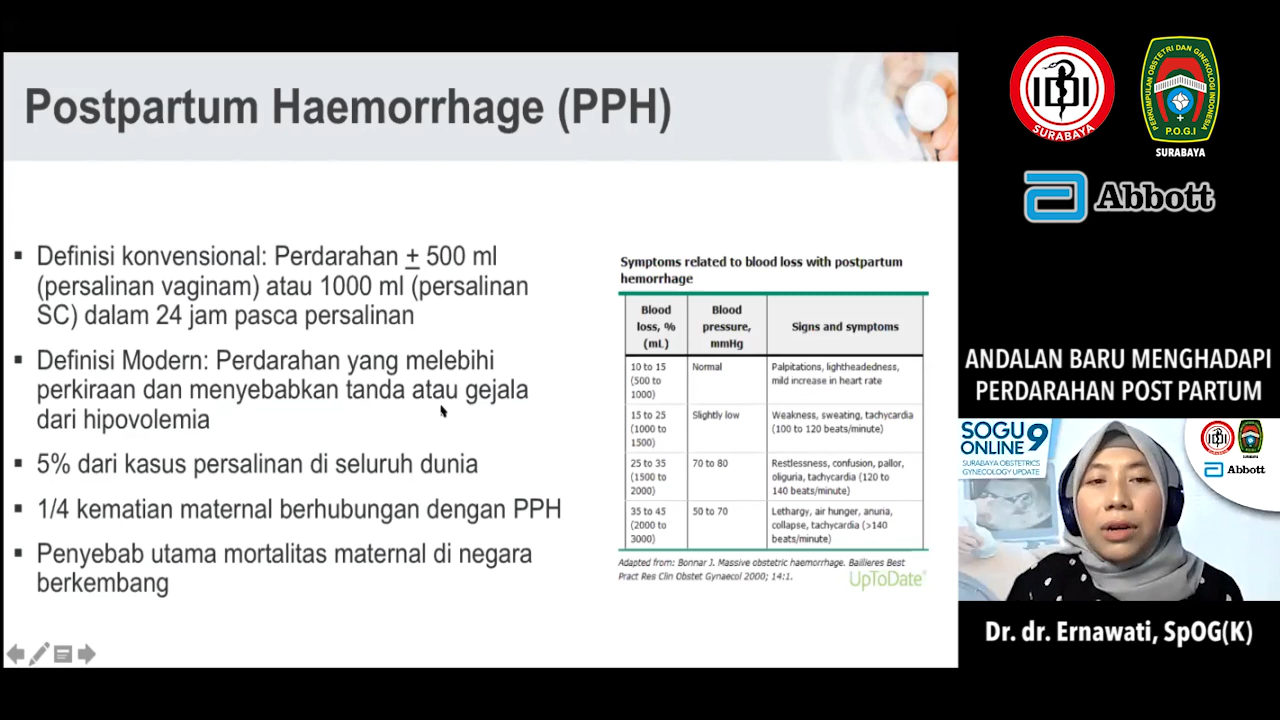 Postpartum Haemorrhage (PPH)
▪ Definisi konvensional: Perdarahan + 500 ml
(persalinan vaginam) atau 1000 ml (persalinan
SC) dalam 24 jam pasca persalinan
▪ Definisi Modern: Perdarahan yang melebihi
perkiraan dan menyebabkan tanda atau gejala
dari hipovolemia
▪ 5% dari kasus persalinan di seluruh dunia
▪ 1/4 kematian maternal berhubungan dengan PPH
▪ Penyebab utama mortalitas maternal di negara
berkembang
Symptoms related to blood loss with postpartum
hemorrhage
Blood loss, % (mL) Blood pressure, mmHg Signs and symptoms
10 to 15 (500 to 1000) Normal Palpitations, lightheadedness, mild increase in heart rate
15 to 25 (1000 to 1500) Slightly low Weakness, sweating, tachycardia (100 to 120 beats/minute)
25 to 35 (1500 to 2000) 70 to 80 Restlessness, confusion, pallor, oliguria, tachycardia (120 to 140 beats/minute)
35 to 45 (2000 to 3000) 50 to 70 Lethargy, air hunger, anuria, collapse, tachycardia (>140 beats/minute)
Adapted from: Bonnar J. Massive obstetric haemorrhage. Baillieres Best
Pract Res Clin Obstet Gynaecol 2000; 14:1.
UpToDate®
IDI
SURABAYA
PERKUMPULAN OBSTETRI DAN GINEKOLOGI INDONESIA
P.O.G.I
SURABAYA
Abbott
ANDALAN BARU MENGHADAPI
PERDARAHAN POST PARTUM
SOGU 9
ONLINE
SURABAYA OBSTETRICS
GYNECOLOGY UPDATE
Abbott
Dr. dr. Ernawati, SpOG(K)